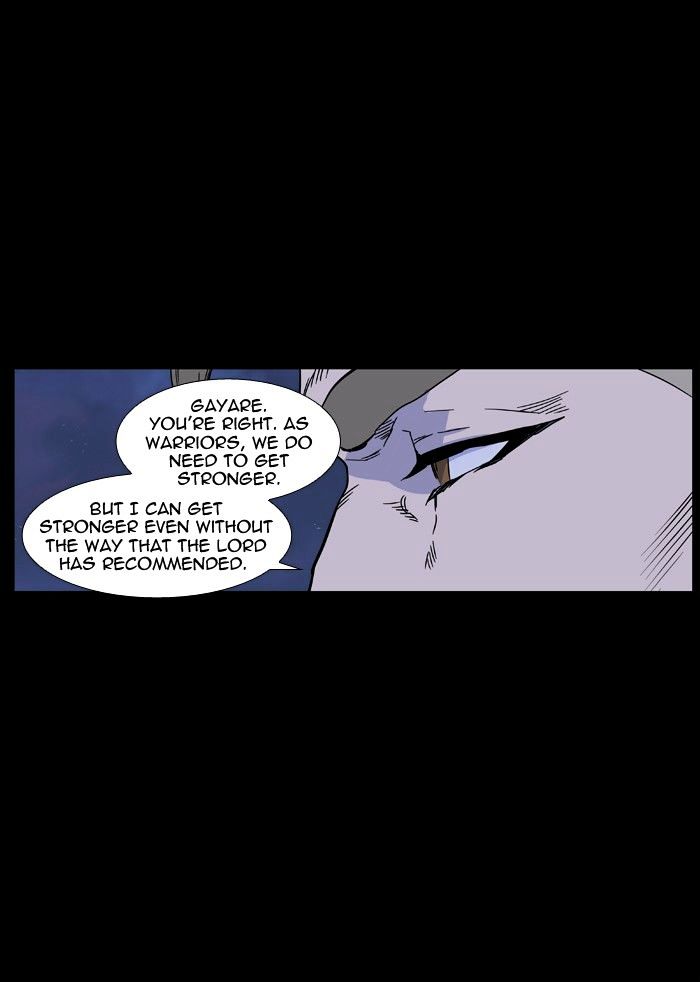 GAYARE.
YOU'RE RIGHT. AS
WARRIORS, WE DO
NEED TO GET
STRONGER.
BUT I CAN GET
STRONGER EVEN WITHOUT
THE WAY THAT THE LORD
HAS RECOMMENDED.